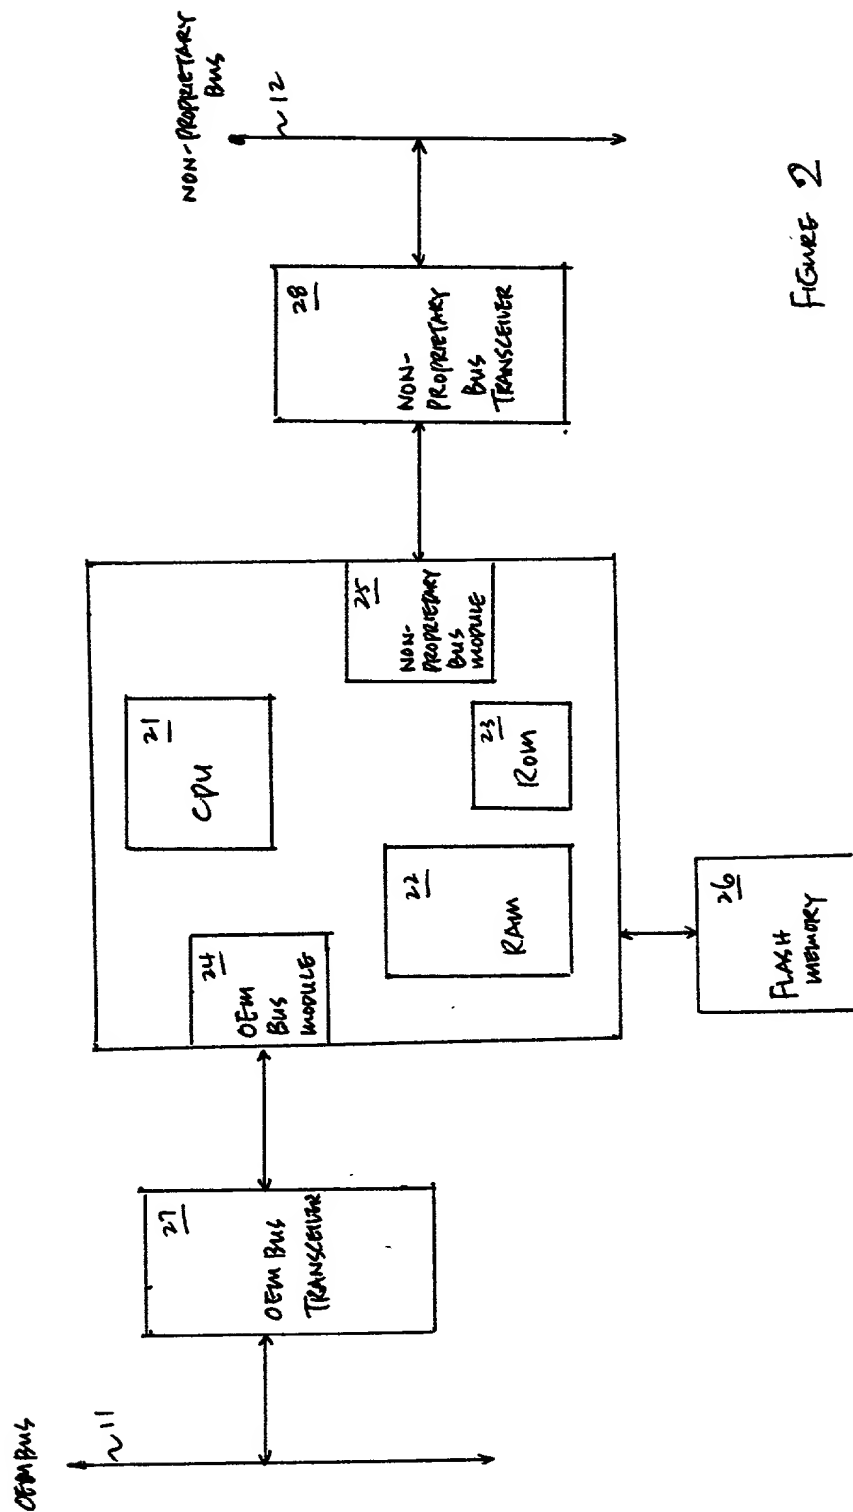 OEM BUS
11
27
OEM BUS
TRANSCEIVER
24
OEM
BUS
MODULE
21
CPU
22
RAM
23
ROM
25
NON-
PROPRIETARY
BUS
MODULE
26
FLASH
MEMORY
28
NON-
PROPRIETARY
BUS
TRANSCEIVER
NON-PROPRIETARY
BUS
12
FIGURE 2